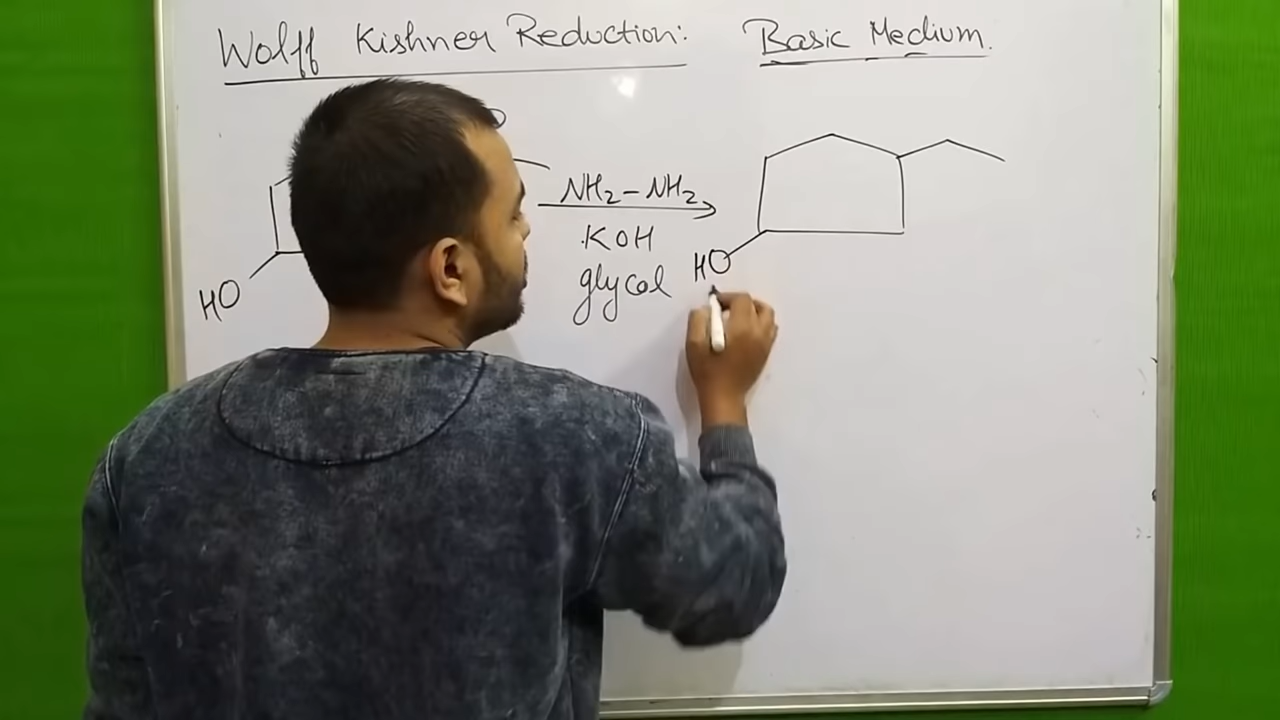 Wolff Kishner Reduction:
Basic Medium.
O
NH2-NH2
KOH
glycol
HO
HO